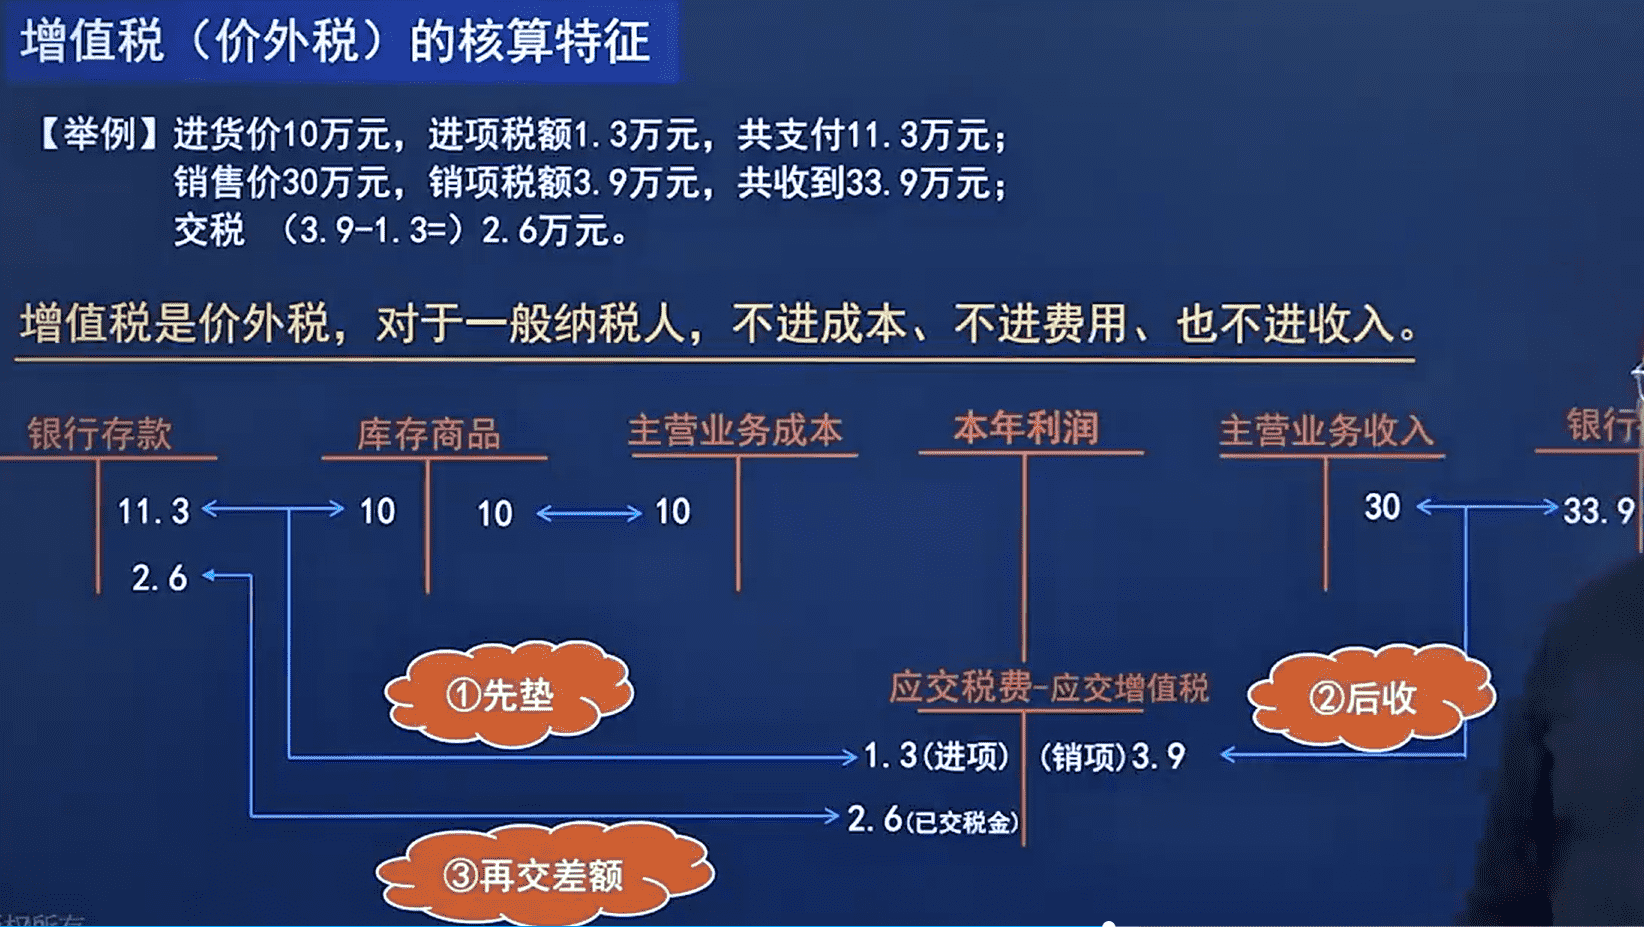 增值税（价外税）的核算特征
【举例】进货价10万元，进项税额1.3万元，共支付11.3万元；
销售价30万元，销项税额3.9万元，共收到33.9万元；
交税 （3.9-1.3=）2.6万元。
增值税是价外税，对于一般纳税人，不进成本、不进费用、也不进收入。
银行存款 库存商品 主营业务成本 本年利润 主营业务收入 银行
11.3 10 10 10 30 33.9
2.6
①先垫
应交税费-应交增值税
②后收
1.3(进项) (销项)3.9
2.6(已交税金)
③再交差额
权所有